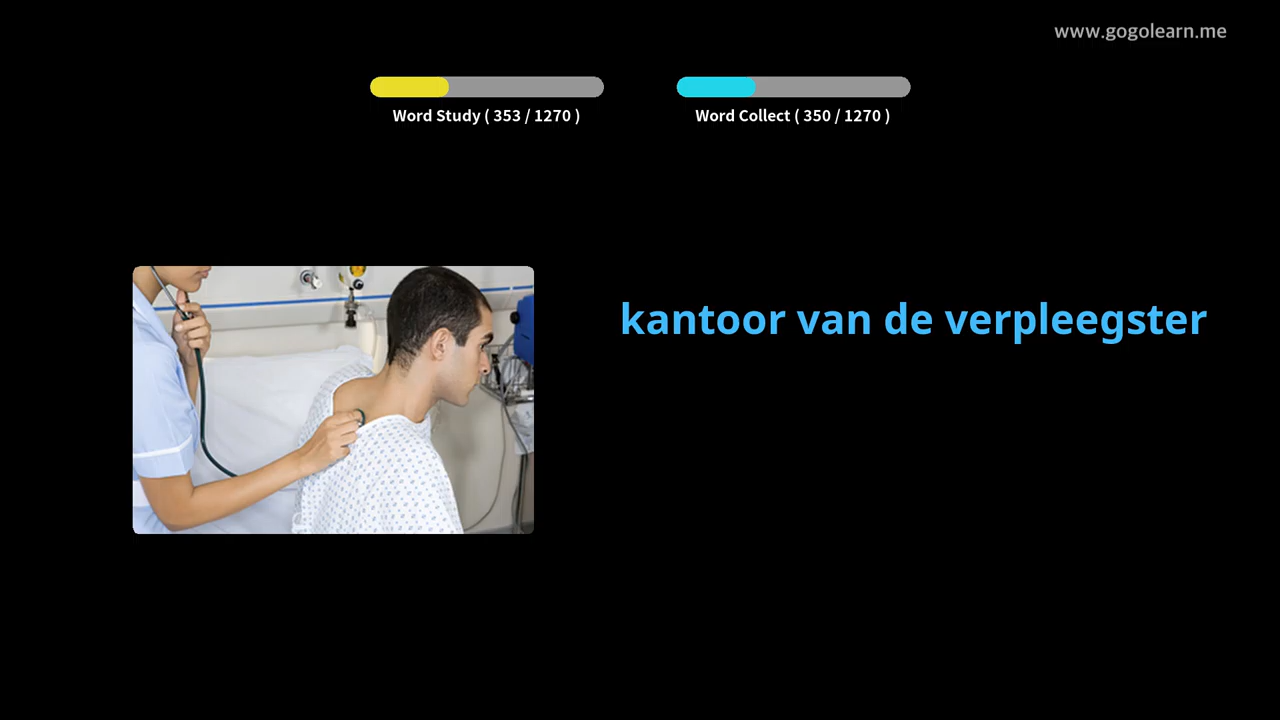 www.gogolearn.me
Word Study ( 353 / 1270 )
Word Collect ( 350 / 1270 )
kantoor van de verpleegster